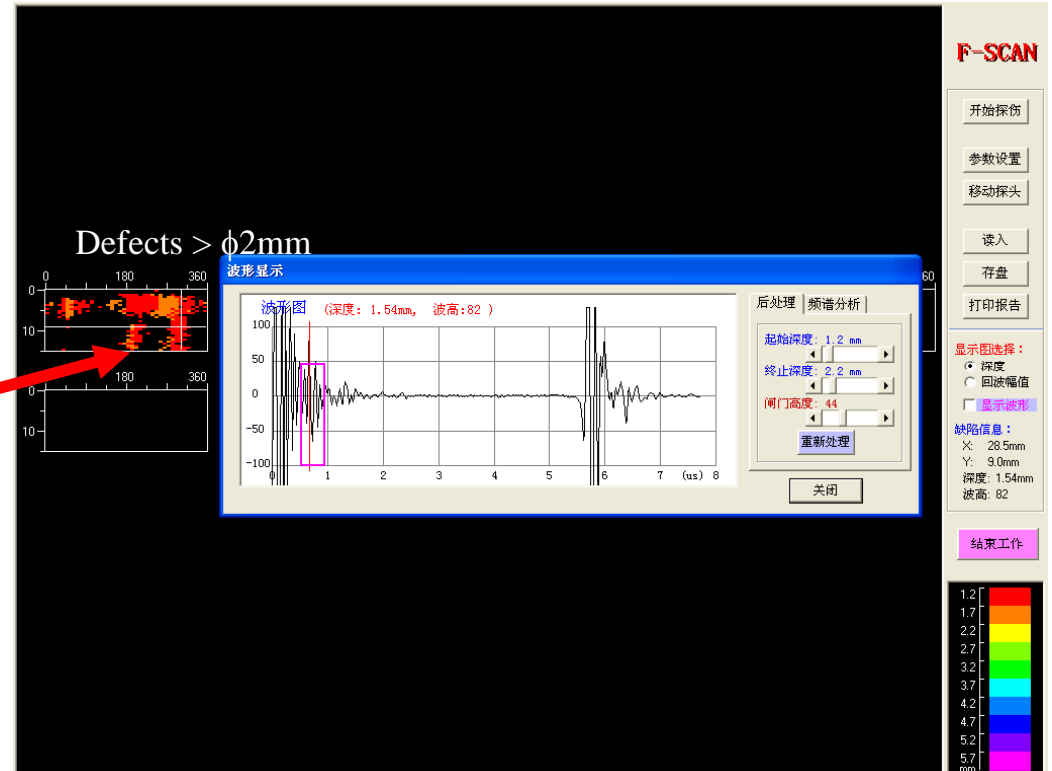 F-SCAN
开始探伤
参数设置
移动探头
读入
存盘
打印报告
显示图选择：
深度
回波幅值
显示波形
缺陷信息：
X: 28.5mm
Y: 9.0mm
深度: 1.54mm
波高: 82
结束工作
1.2
1.7
2.2
2.7
3.2
3.7
4.2
4.7
5.2
5.7
mm
Defects > ϕ2mm
0 180 360
0
10
180 360
0
10
60
波形显示
波形图 (深度: 1.54mm, 波高:82 )
100
50
0
-50
-100
0 1 2 3 4 5 6 7 (us) 8
后处理 频谱分析
起始深度: 1.2 mm
终止深度: 2.2 mm
闸门高度: 44
重新处理
关闭